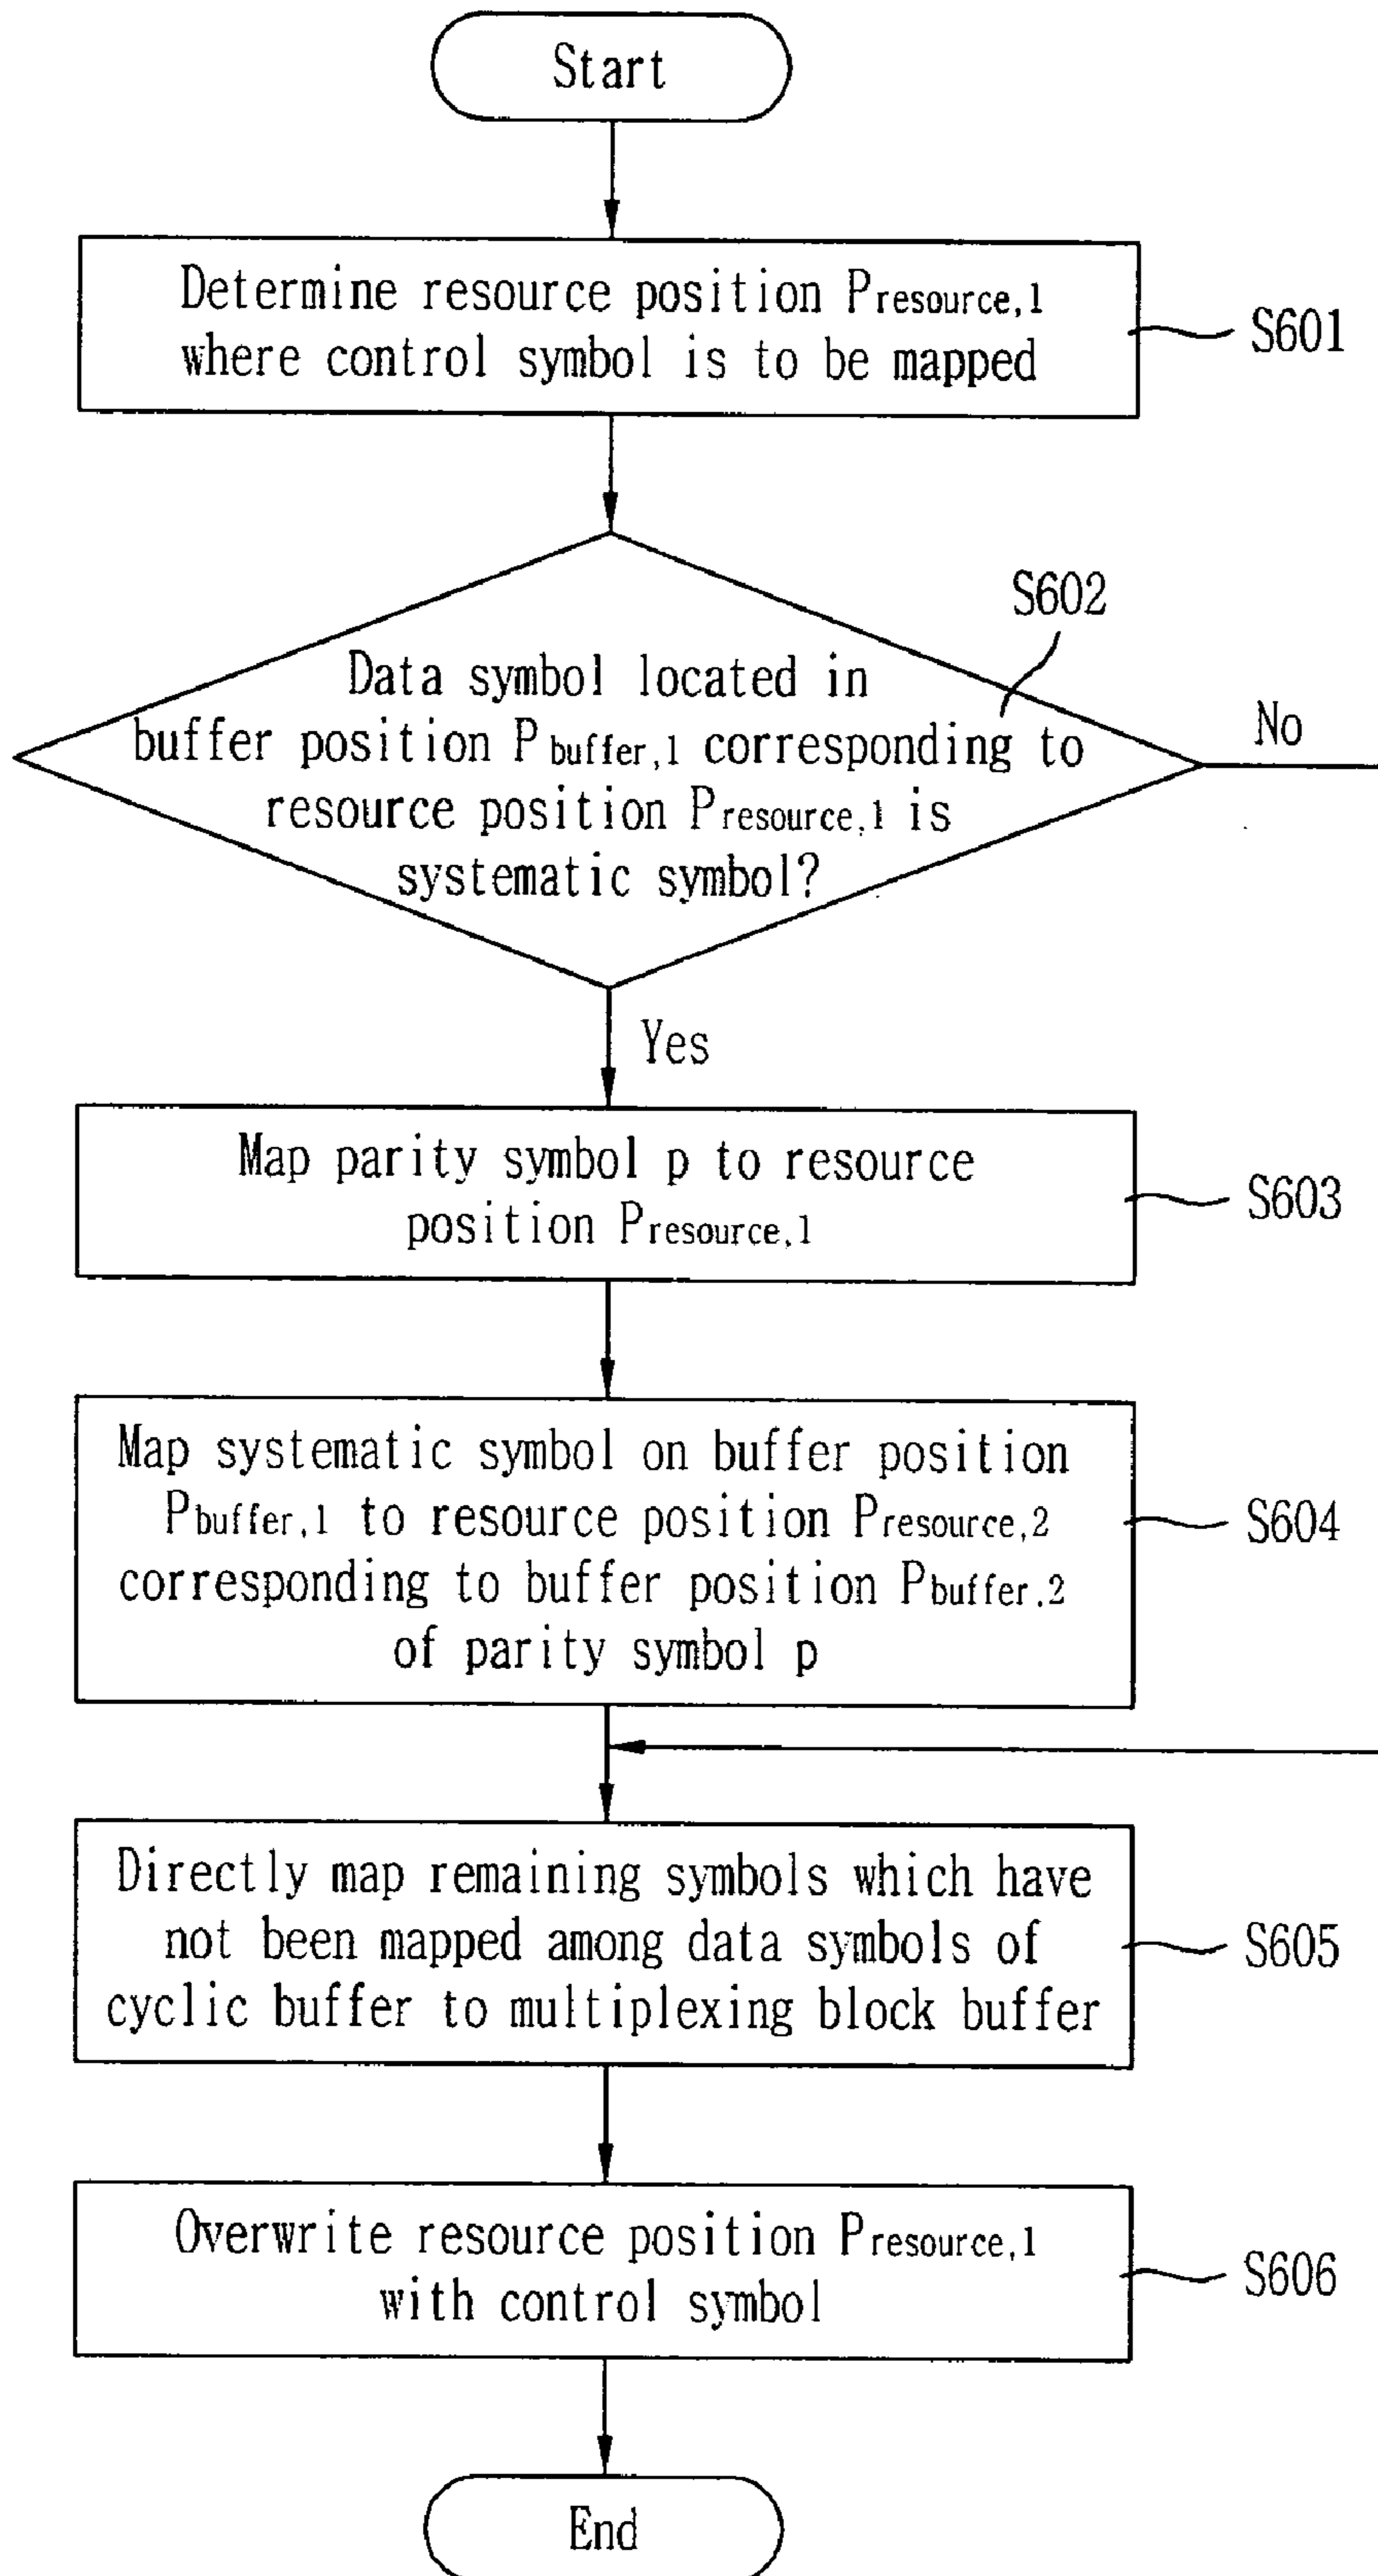 Start
Determine resource position Presource,1
where control symbol is to be mapped
S601
S602
Data symbol located in
buffer position Pbuffer,1 corresponding to
resource position Presource,1 is
systematic symbol?
No
Yes
Map parity symbol p to resource
position Presource,1
S603
Map systematic symbol on buffer position
Pbuffer,1 to resource position Presource,2
corresponding to buffer position Pbuffer,2
of parity symbol p
S604
Directly map remaining symbols which have
not been mapped among data symbols of
cyclic buffer to multiplexing block buffer
S605
Overwrite resource position Presource,1
with control symbol
S606
End